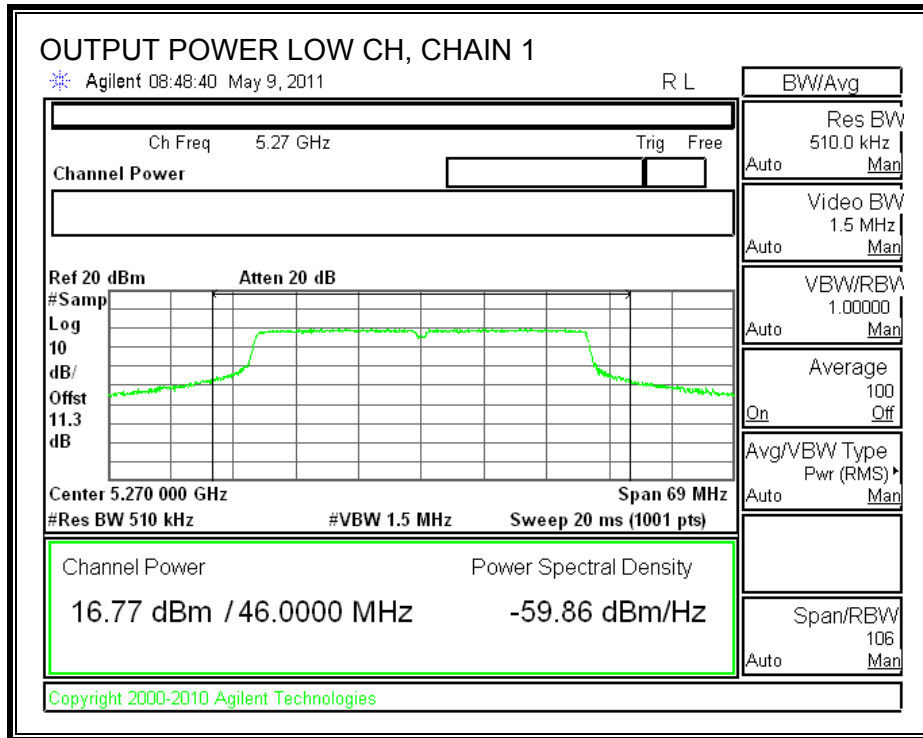 OUTPUT POWER LOW CH, CHAIN 1
Agilent 08:48:40 May 9, 2011 R L
Ch Freq 5.27 GHz Trig Free
Channel Power
Ref 20 dBm Atten 20 dB
#Samp
Log
10
dB/
Offst
11.3
dB
Center 5.270 000 GHz Span 69 MHz
#Res BW 510 kHz #VBW 1.5 MHz Sweep 20 ms (1001 pts)
Channel Power Power Spectral Density
16.77 dBm / 46.0000 MHz -59.86 dBm/Hz
Copyright 2000-2010 Agilent Technologies
BW/Avg
Res BW
510.0 kHz
Auto Man
Video BW
1.5 MHz
Auto Man
VBW/RBW
1.00000
Auto Man
Average
100
On Off
Avg/VBW Type
Pwr (RMS)
Auto Man
Span/RBW
106
Auto Man